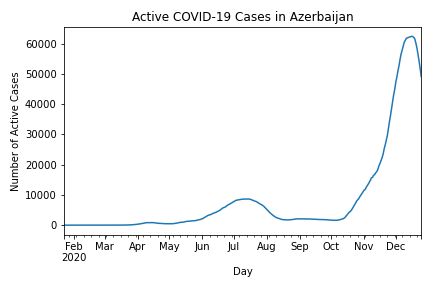 Active COVID-19 Cases in Azerbaijan
60000
50000
40000
30000
20000
10000
0
Number of Active Cases
Feb Mar Apr May Jun Jul Aug Sep Oct Nov Dec
2020
Day